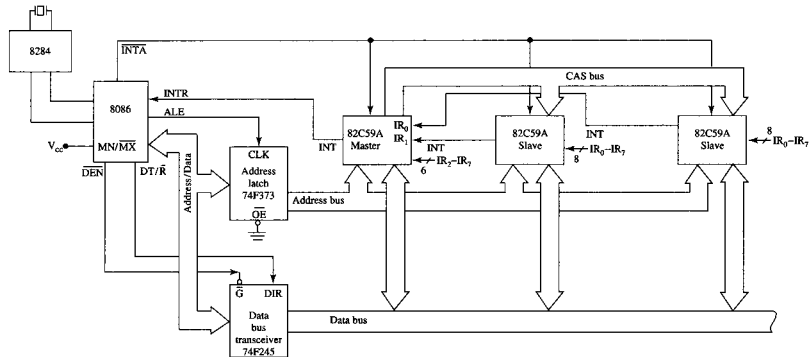 8284
INTA
CAS bus
8086
INTR
ALE
MN/MX
Vcc
DEN
DT/R
Address/Data
CLK
Address
latch
74F373
OE
Address bus
INT
IR0
IR1
82C59A
Master
IR2–IR7
6
INT
82C59A
Slave
8
IR0–IR7
INT
82C59A
Slave
8
IR0–IR7
G
DIR
Data
bus
transceiver
74F245
Data bus